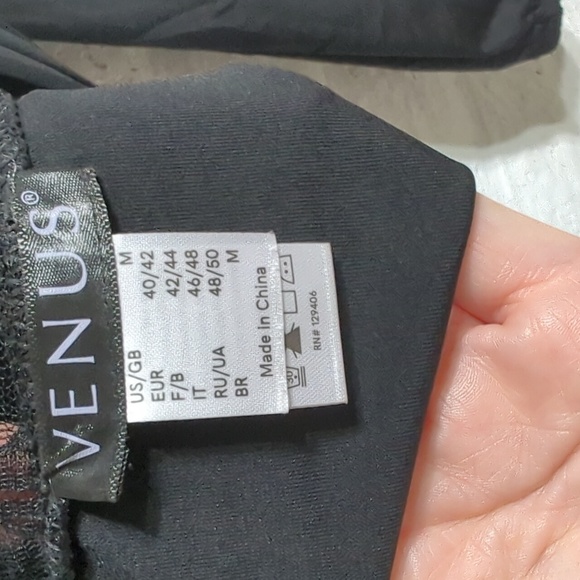 VENUS®
US/GB M
EUR 40/42
F/B 42/44
IT 46/48
RU/UA 48/50
BR M
Made in China
30
RN# 129406